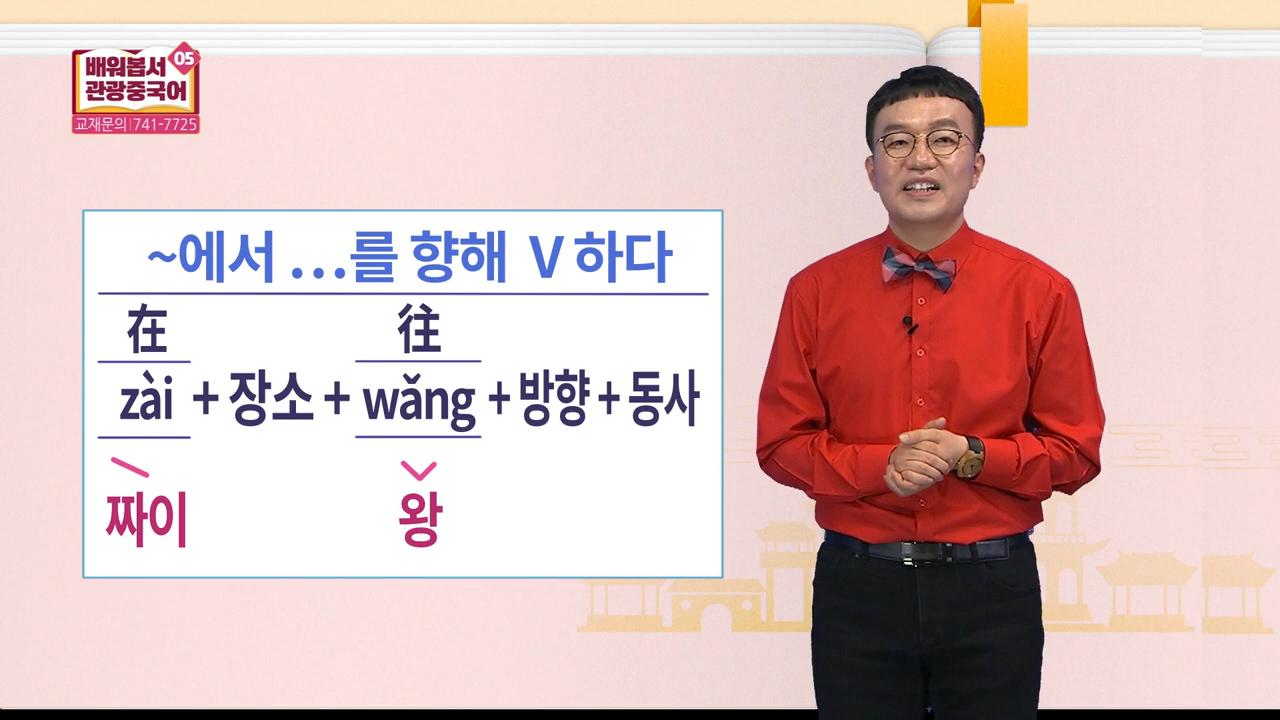 배워봅서 05
관광중국어
교재문의 | 741-7725
~에서 …를 향해 V 하다
在 往
zài + 장소 + wǎng + 방향 + 동사
짜이 왕